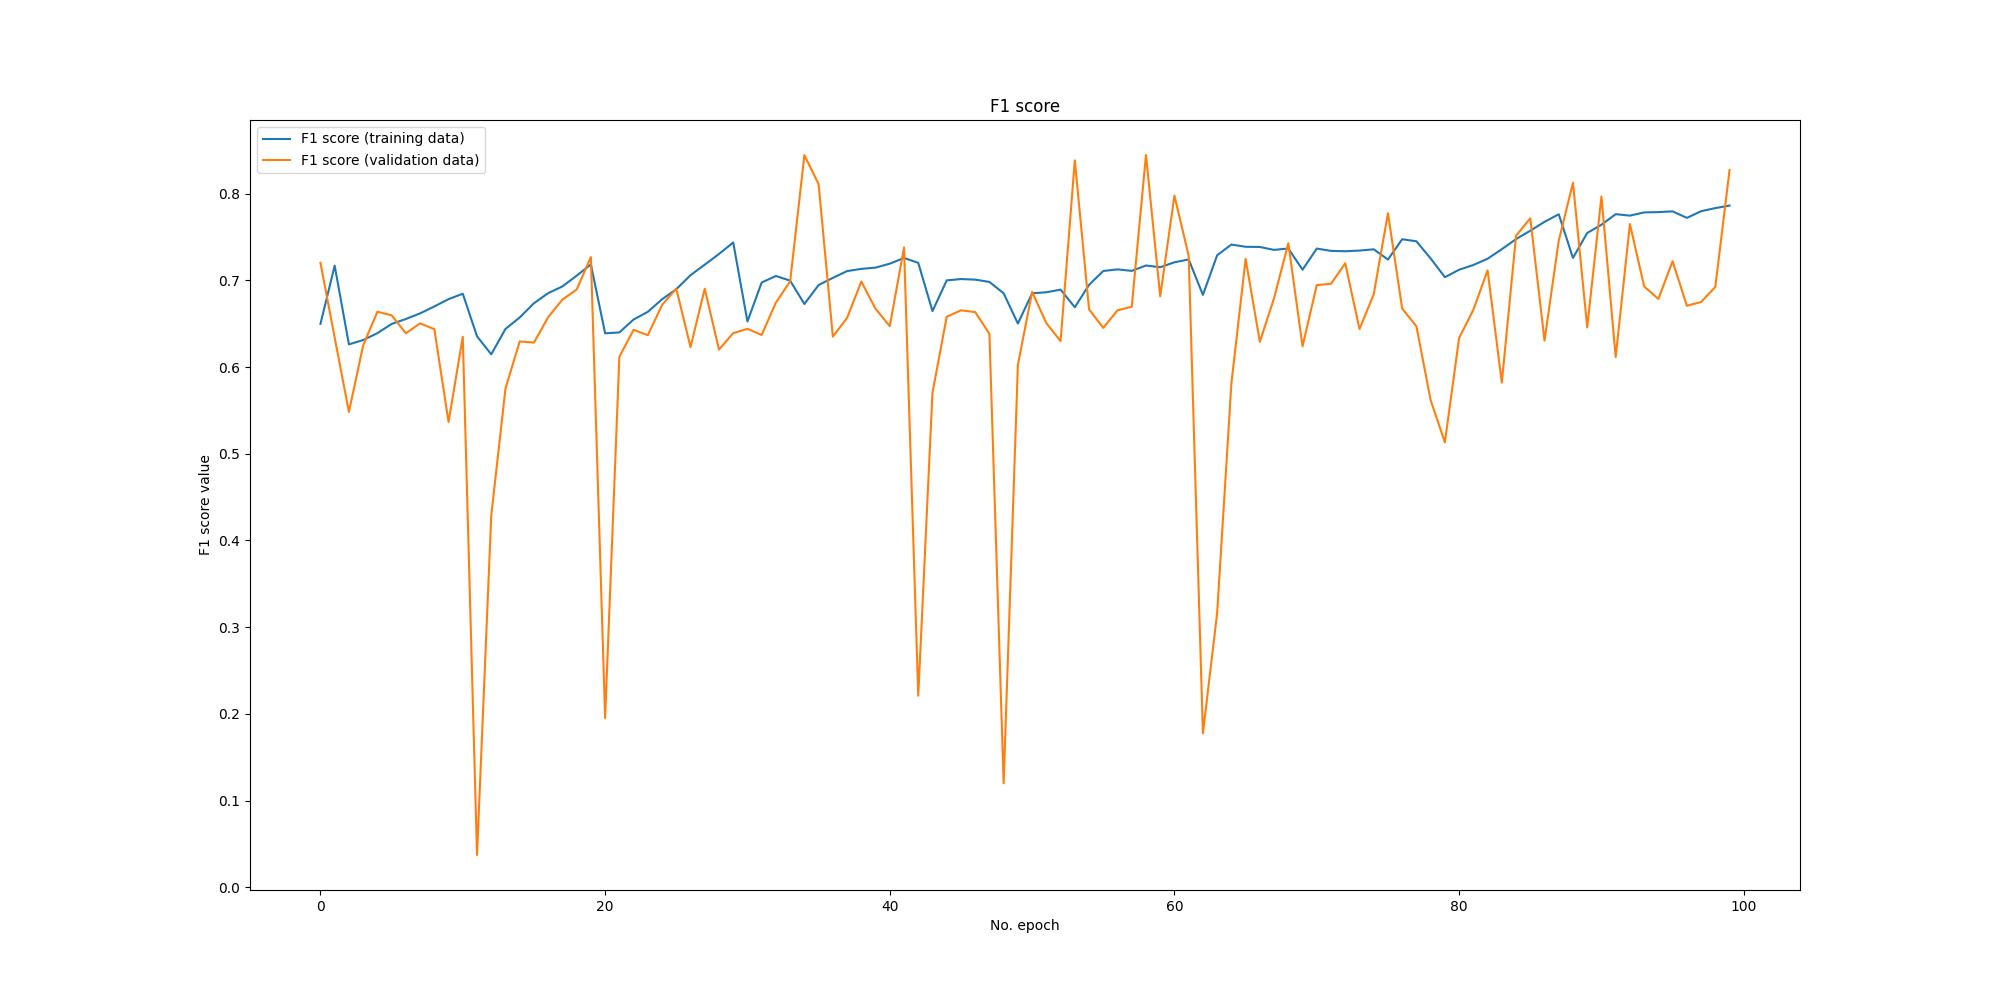 F1 score
F1 score (training data)
F1 score (validation data)
0.8
0.7
0.6
0.5
0.4
0.3
0.2
0.1
0.0
F1 score value
0 20 40 60 80 100
No. epoch